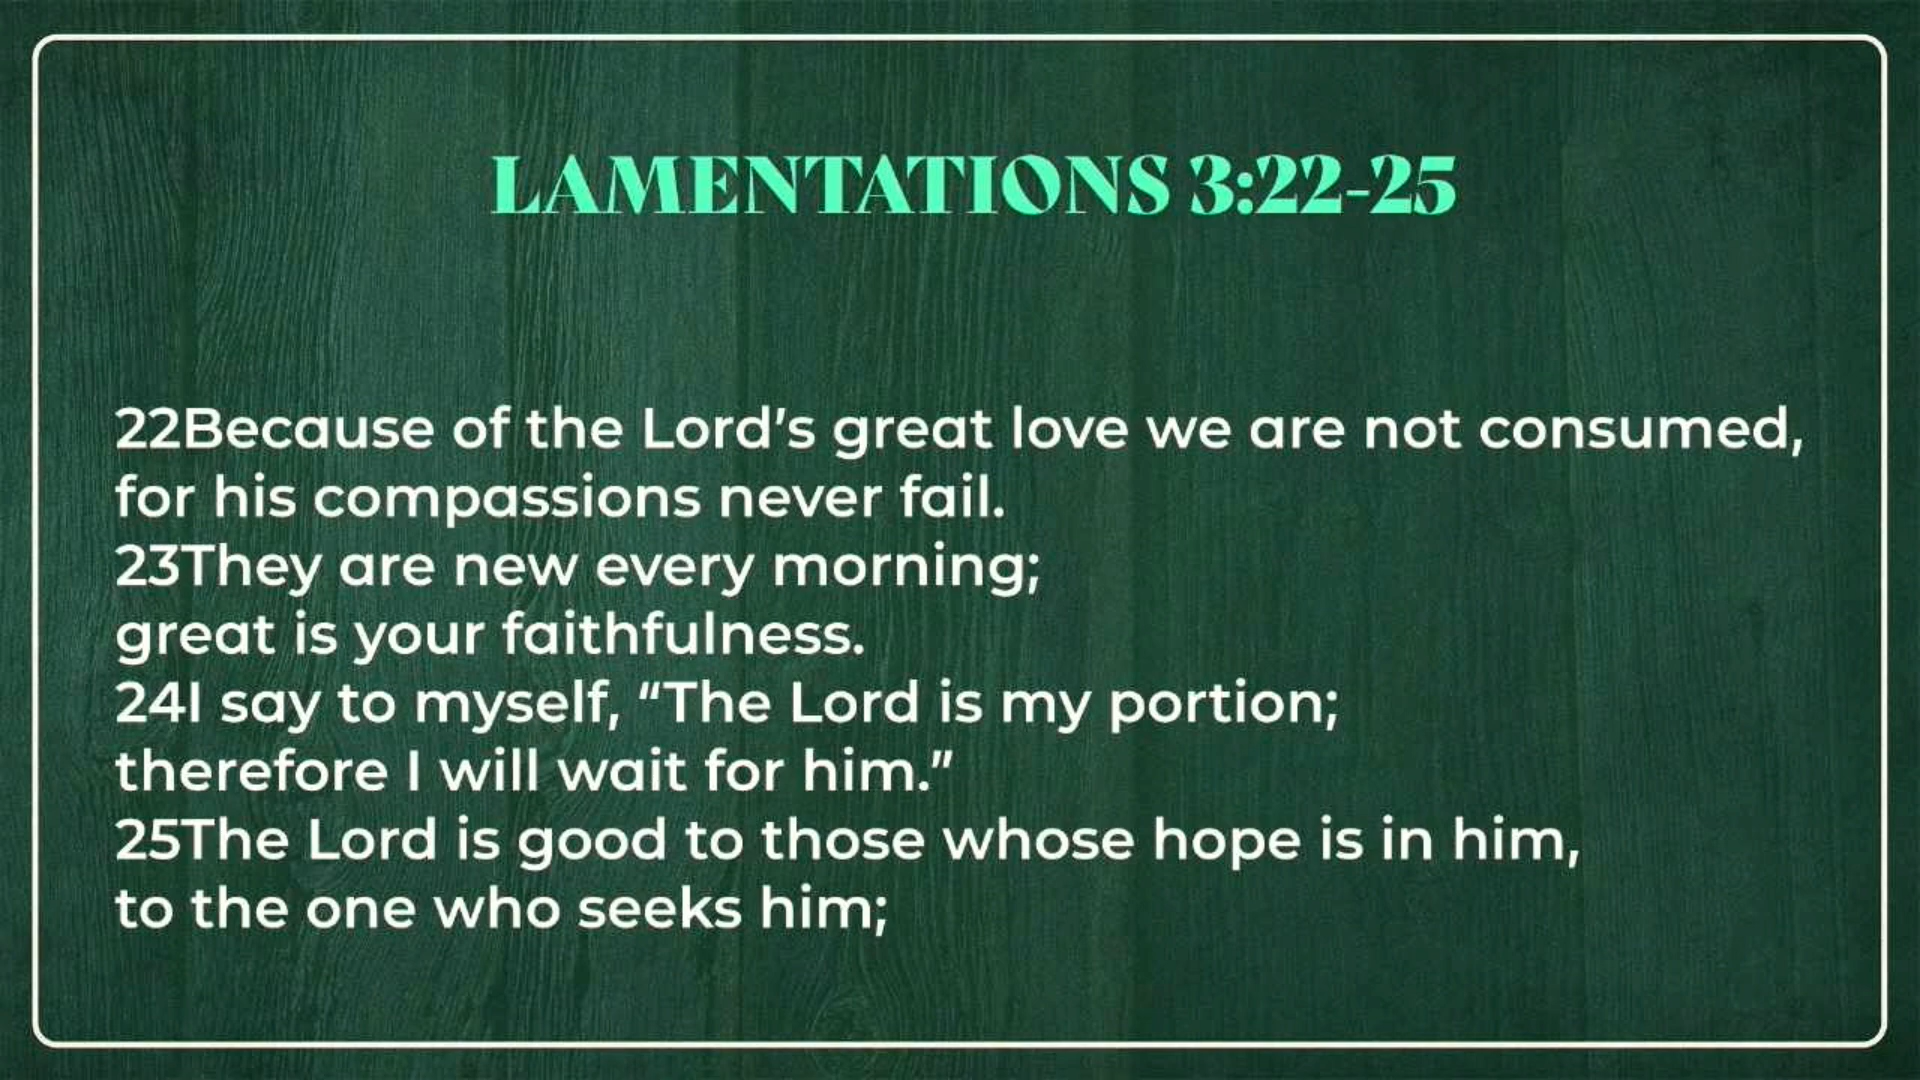 LAMENTATIONS 3:22-25
22Because of the Lord’s great love we are not consumed,
for his compassions never fail.
23They are new every morning;
great is your faithfulness.
24I say to myself, “The Lord is my portion;
therefore I will wait for him.”
25The Lord is good to those whose hope is in him,
to the one who seeks him;